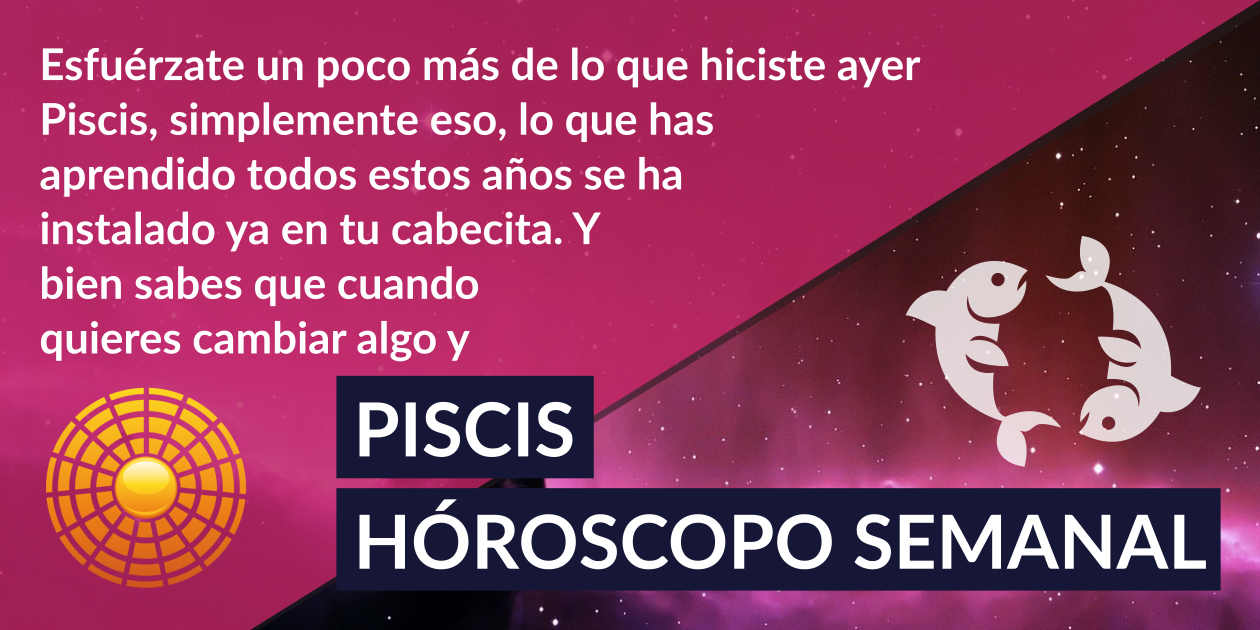 Esfuérzate un poco más de lo que hiciste ayer
Piscis, simplemente eso, lo que has
aprendido todos estos años se ha
instalado ya en tu cabecita. Y
bien sabes que cuando
quieres cambiar algo y
PISCIS
HÓROSCOPO SEMANAL